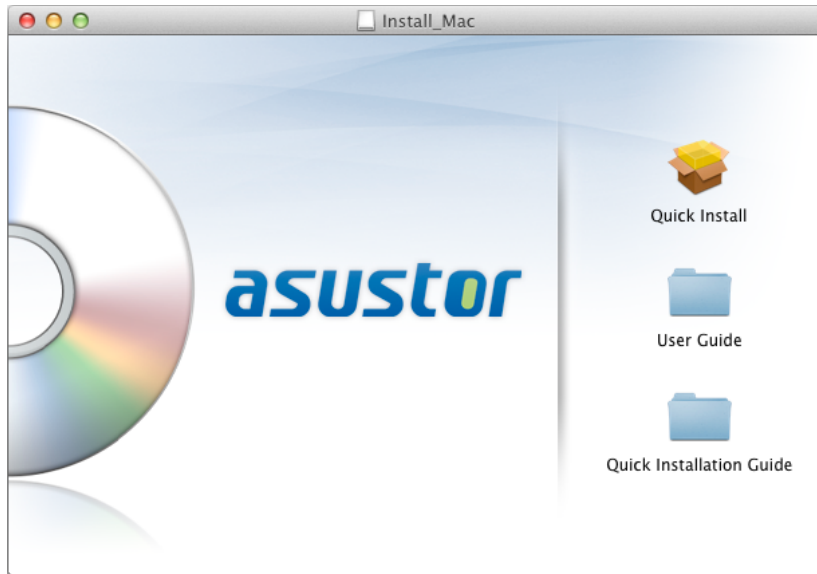 Install_Mac
asustor
Quick Install
User Guide
Quick Installation Guide